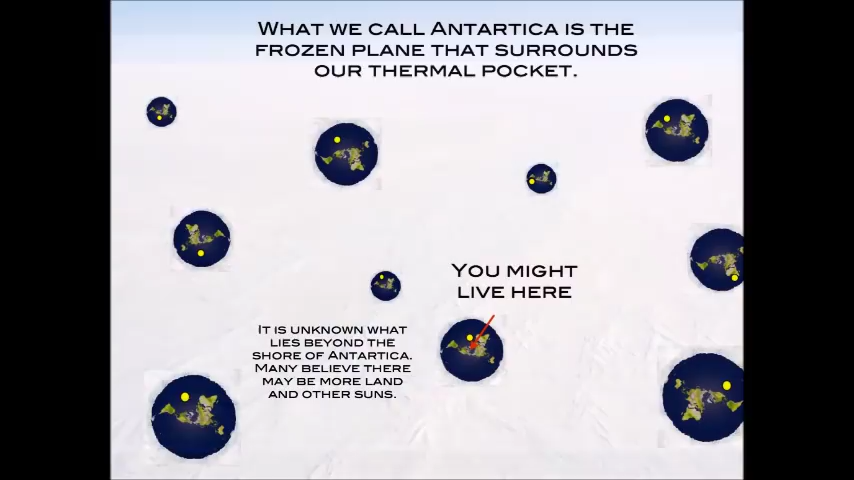 What we call Antartica is the
frozen plane that surrounds
our thermal pocket.
You might
live here
It is unknown what
lies beyond the
shore of Antartica.
Many believe there
may be more land
and other suns.